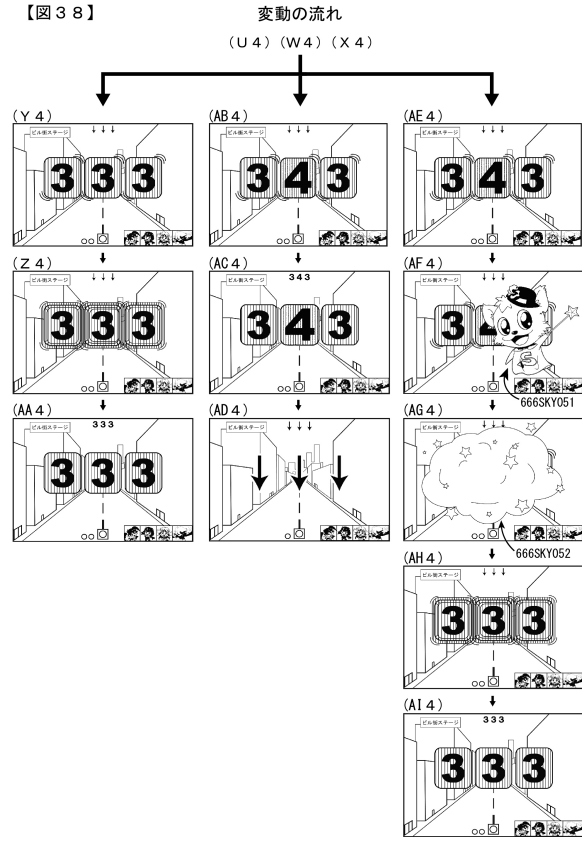 【図38】
変動の流れ
(U4)(W4)(X4)
(Y4)
ビル街ステージ
↓↓↓
3 3 3
(AB4)
ビル街ステージ
↓↓↓
3 4 3
(AE4)
ビル街ステージ
↓↓↓
3 4 3
(Z4)
ビル街ステージ
↓↓↓
3 3 3
(AC4)
ビル街ステージ
343
3 4 3
(AF4)
ビル街ステージ
3 4
S
666SKY051
(AA4)
ビル街ステージ
333
3 3 3
(AD4)
ビル街ステージ
↓↓↓
(AG4)
ビル街ステージ
↓↓↓
666SKY052
(AH4)
ビル街ステージ
↓↓↓
3 3 3
(AI4)
ビル街ステージ
333
3 3 3